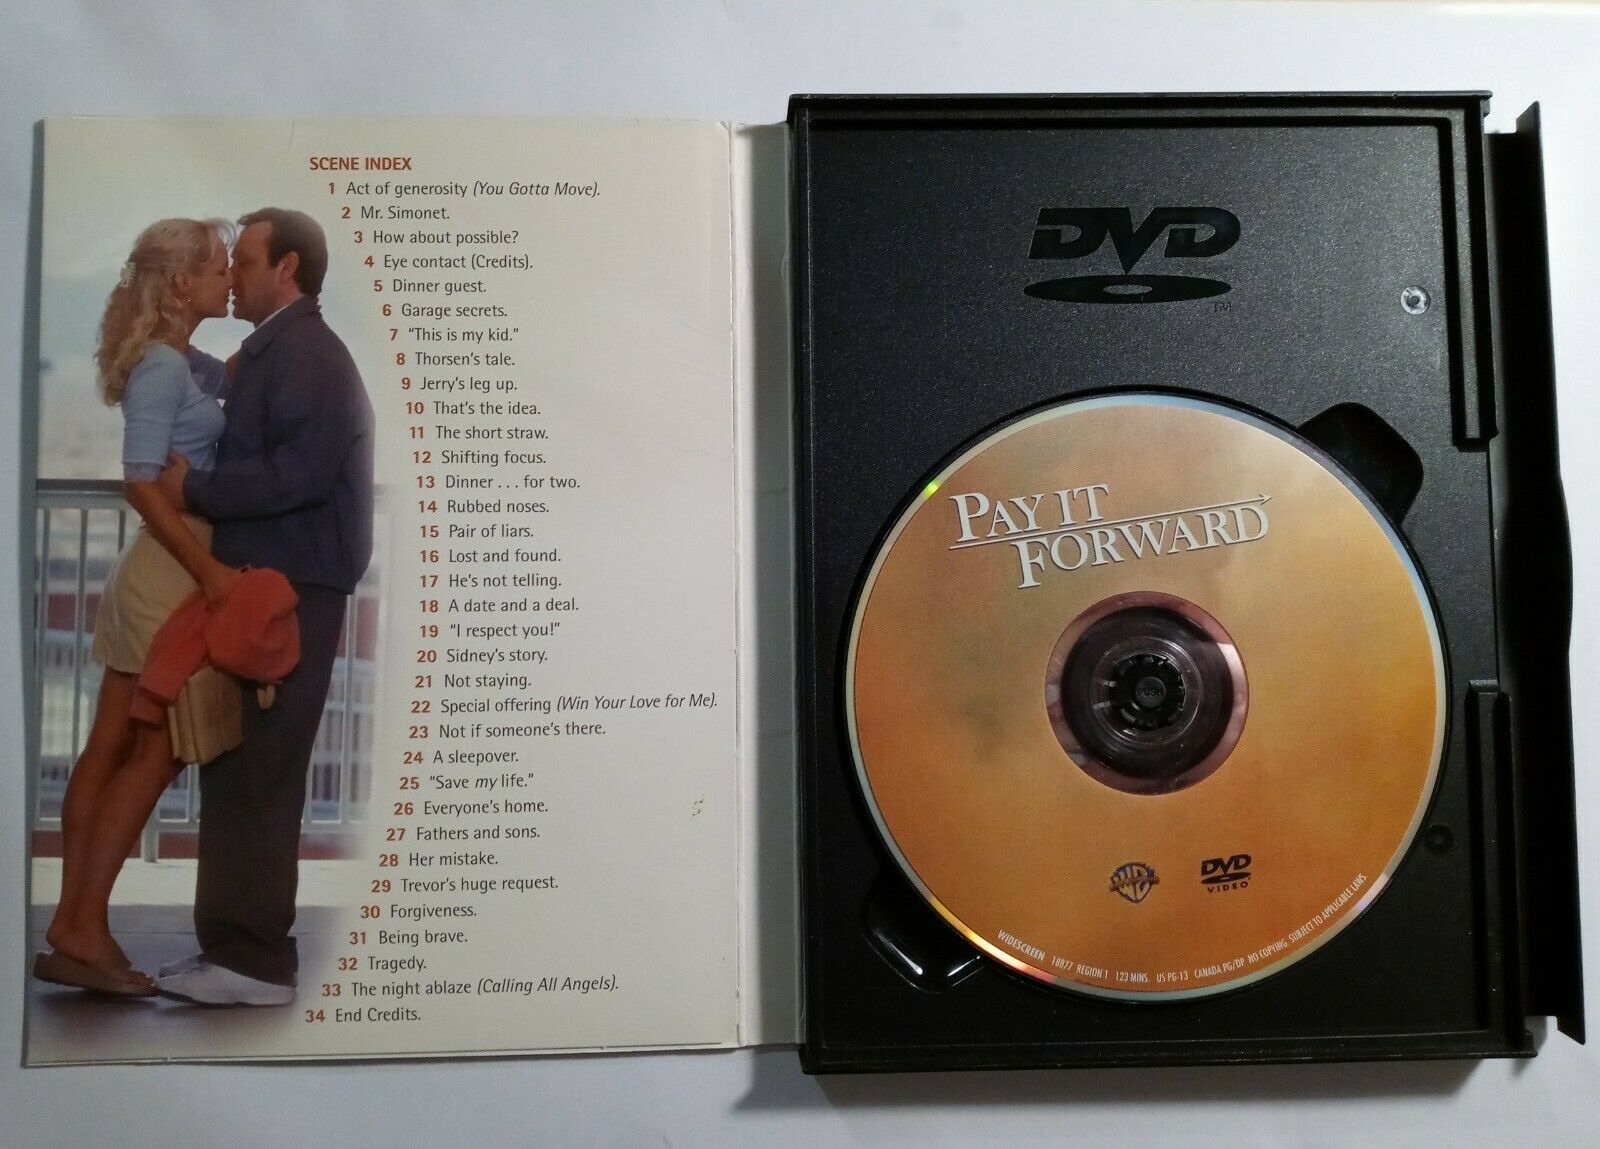 SCENE INDEX
1 Act of generosity (You Gotta Move).
2 Mr. Simonet.
3 How about possible?
4 Eye contact (Credits).
5 Dinner guest.
6 Garage secrets.
7 "This is my kid."
8 Thorsen's tale.
9 Jerry's leg up.
10 That's the idea.
11 The short straw.
12 Shifting focus.
13 Dinner . . . for two.
14 Rubbed noses.
15 Pair of liars.
16 Lost and found.
17 He's not telling.
18 A date and a deal.
19 "I respect you!"
20 Sidney's story.
21 Not staying.
22 Special offering (Win Your Love for Me).
23 Not if someone's there.
24 A sleepover.
25 "Save my life."
26 Everyone's home.
27 Fathers and sons.
28 Her mistake.
29 Trevor's huge request.
30 Forgiveness.
31 Being brave.
32 Tragedy.
33 The night ablaze (Calling All Angels).
34 End Credits.
DVD
TM
PAY IT
FORWARD
PUSH
WB
DVD
VIDEO
WIDESCREEN 18877 REGION 1 123 MINS. US PG-13 CANADA PG/DP NO COPYING. SUBJECT TO APPLICABLE LAWS.